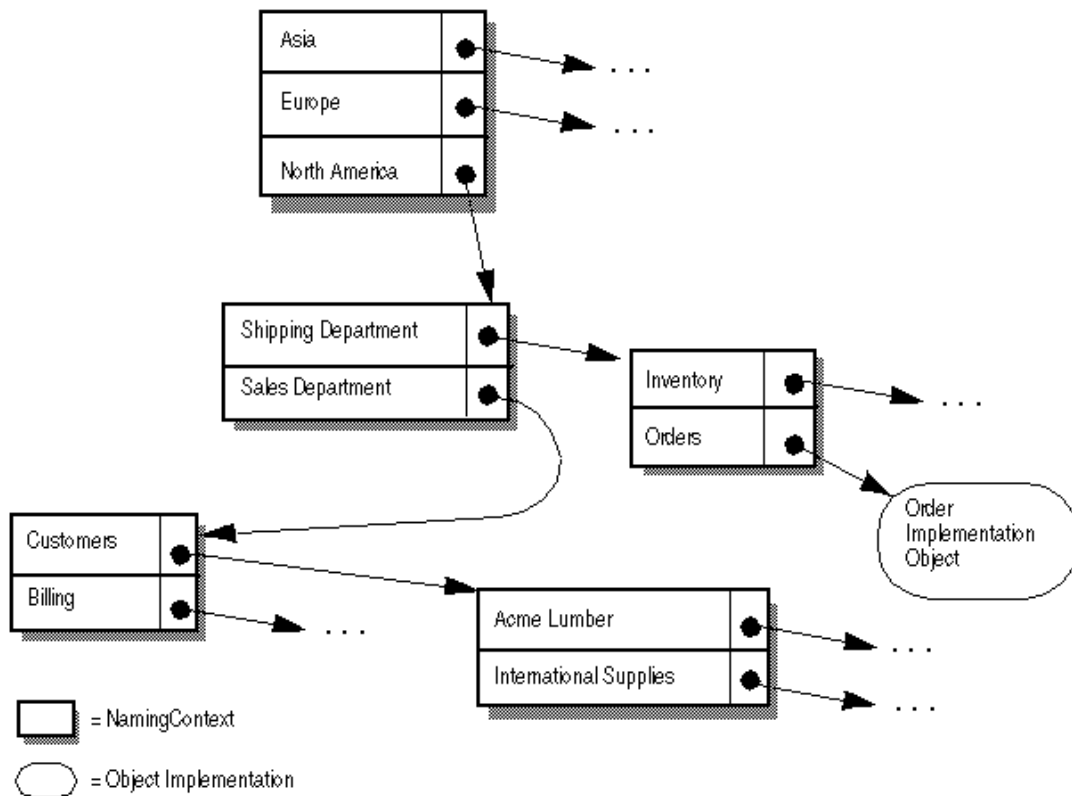 Asia
. . .
Europe
. . .
North America
Shipping Department
Sales Department
Inventory
. . .
Orders
Order
Implementation
Object
Customers
Billing
. . .
Acme Lumber
. . .
International Supplies
. . .
= NamingContext
= Object Implementation